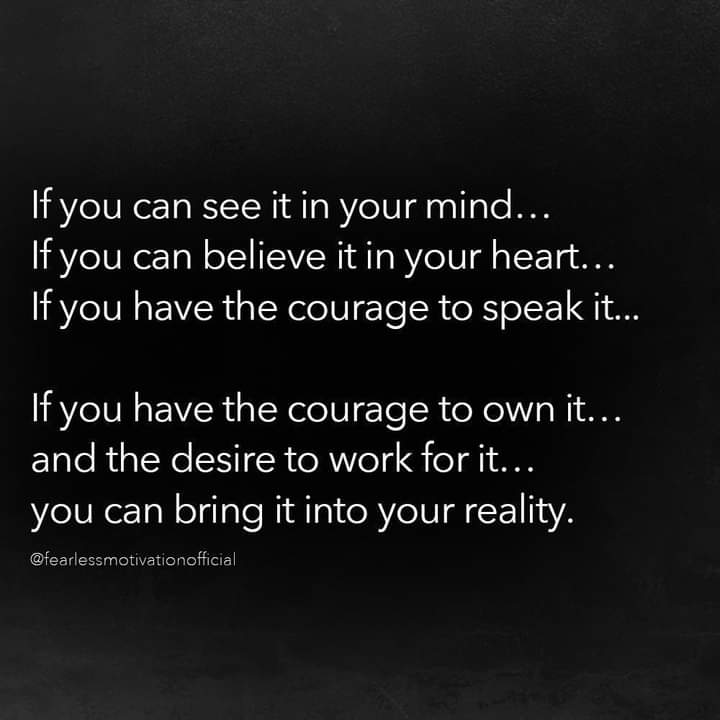 If you can see it in your mind…
If you can believe it in your heart…
If you have the courage to speak it...
If you have the courage to own it…
and the desire to work for it…
you can bring it into your reality.
@fearlessmotivationofficial